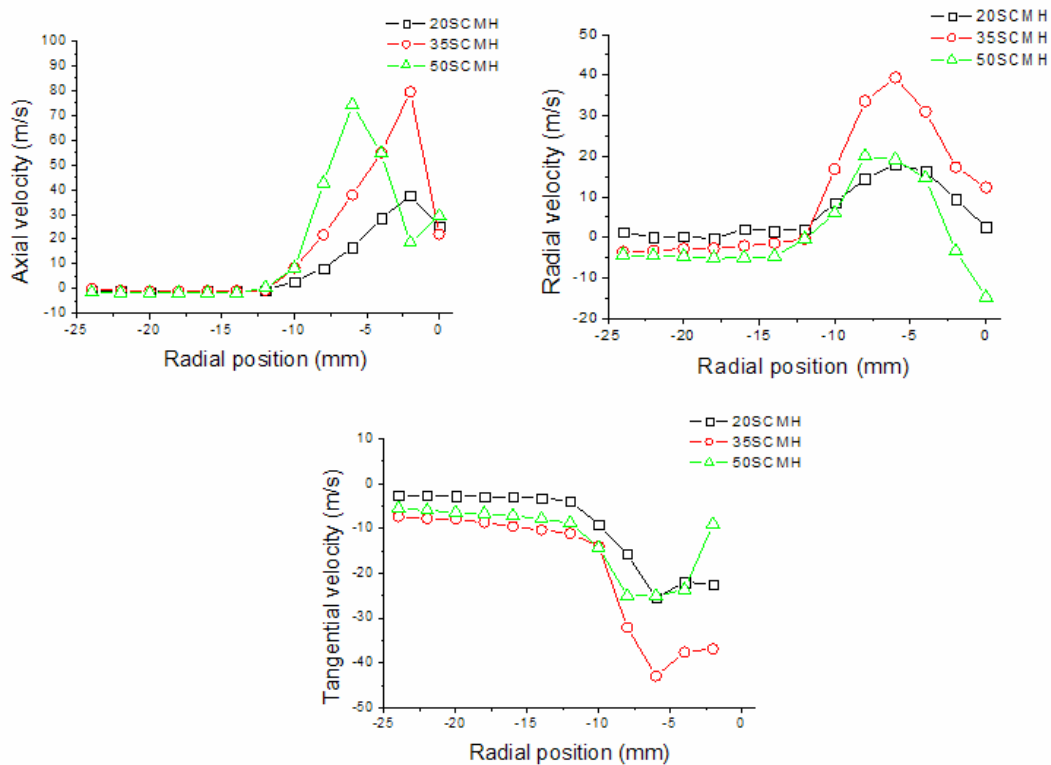 20SCMH
35SCMH
50SCMH
100
90
80
70
60
50
40
30
20
10
0
-10
Axial velocity (m/s)
-25 -20 -15 -10 -5 0
Radial position (mm)
20SCMH
35SCMH
50SCMH
50
40
30
20
10
0
-10
-20
Radial velocity (m/s)
-25 -20 -15 -10 -5 0
Radial position (mm)
20SCMH
35SCMH
50SCMH
10
0
-10
-20
-30
-40
-50
Tangential velocity (m/s)
-25 -20 -15 -10 -5 0
Radial position (mm)